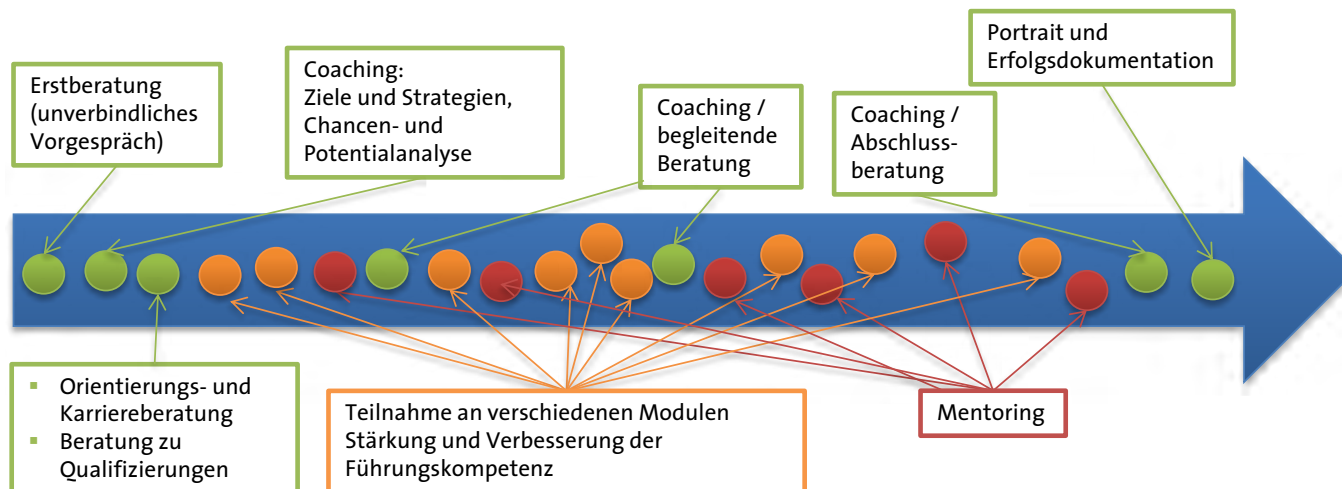 Erstberatung
(unverbindliches
Vorgespräch)
Coaching:
Ziele und Strategien,
Chancen- und
Potentialanalyse
Coaching /
begleitende
Beratung
Coaching /
Abschluss-
beratung
Portrait und
Erfolgsdokumentation
▪ Orientierungs- und
Karriereberatung
▪ Beratung zu
Qualifizierungen
Teilnahme an verschiedenen Modulen
Stärkung und Verbesserung der
Führungskompetenz
Mentoring